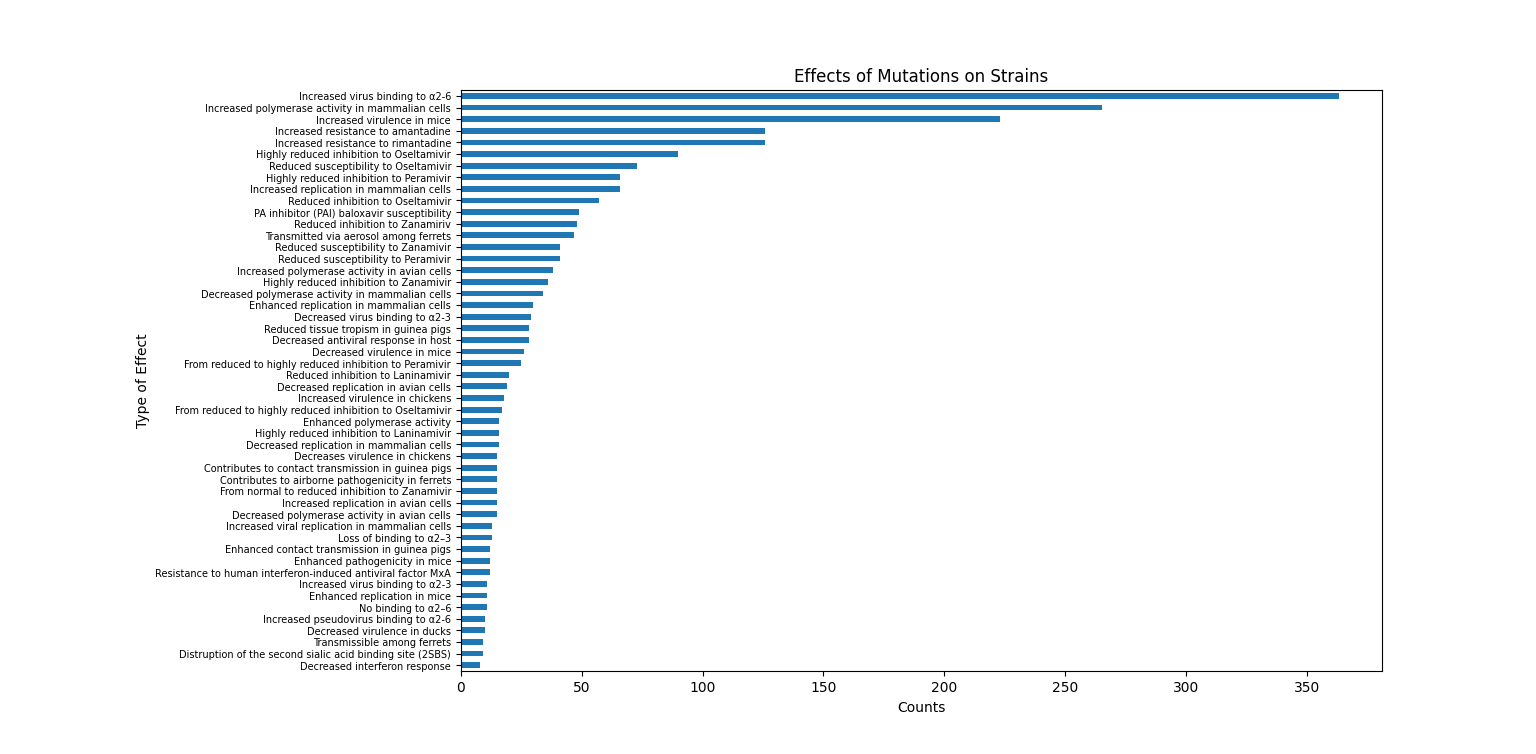 Effects of Mutations on Strains
Increased virus binding to α2-6
Increased polymerase activity in mammalian cells
Increased virulence in mice
Increased resistance to amantadine
Increased resistance to rimantadine
Highly reduced inhibition to Oseltamivir
Reduced susceptibility to Oseltamivir
Highly reduced inhibition to Peramivir
Increased replication in mammalian cells
Reduced inhibition to Oseltamivir
PA inhibitor (PAI) baloxavir susceptibility
Reduced inhibition to Zanamiriv
Transmitted via aerosol among ferrets
Reduced susceptibility to Zanamivir
Reduced susceptibility to Peramivir
Increased polymerase activity in avian cells
Highly reduced inhibition to Zanamivir
Decreased polymerase activity in mammalian cells
Enhanced replication in mammalian cells
Decreased virus binding to α2-3
Reduced tissue tropism in guinea pigs
Decreased antiviral response in host
Decreased virulence in mice
From reduced to highly reduced inhibition to Peramivir
Reduced inhibition to Laninamivir
Decreased replication in avian cells
Increased virulence in chickens
From reduced to highly reduced inhibition to Oseltamivir
Enhanced polymerase activity
Highly reduced inhibition to Laninamivir
Decreased replication in mammalian cells
Decreases virulence in chickens
Contributes to contact transmission in guinea pigs
Contributes to airborne pathogenicity in ferrets
From normal to reduced inhibition to Zanamivir
Increased replication in avian cells
Decreased polymerase activity in avian cells
Increased viral replication in mammalian cells
Loss of binding to α2–3
Enhanced contact transmission in guinea pigs
Enhanced pathogenicity in mice
Resistance to human interferon-induced antiviral factor MxA
Increased virus binding to α2-3
Enhanced replication in mice
No binding to α2–6
Increased pseudovirus binding to α2-6
Decreased virulence in ducks
Transmissible among ferrets
Distruption of the second sialic acid binding site (2SBS)
Decreased interferon response
Type of Effect
0 50 100 150 200 250 300 350
Counts